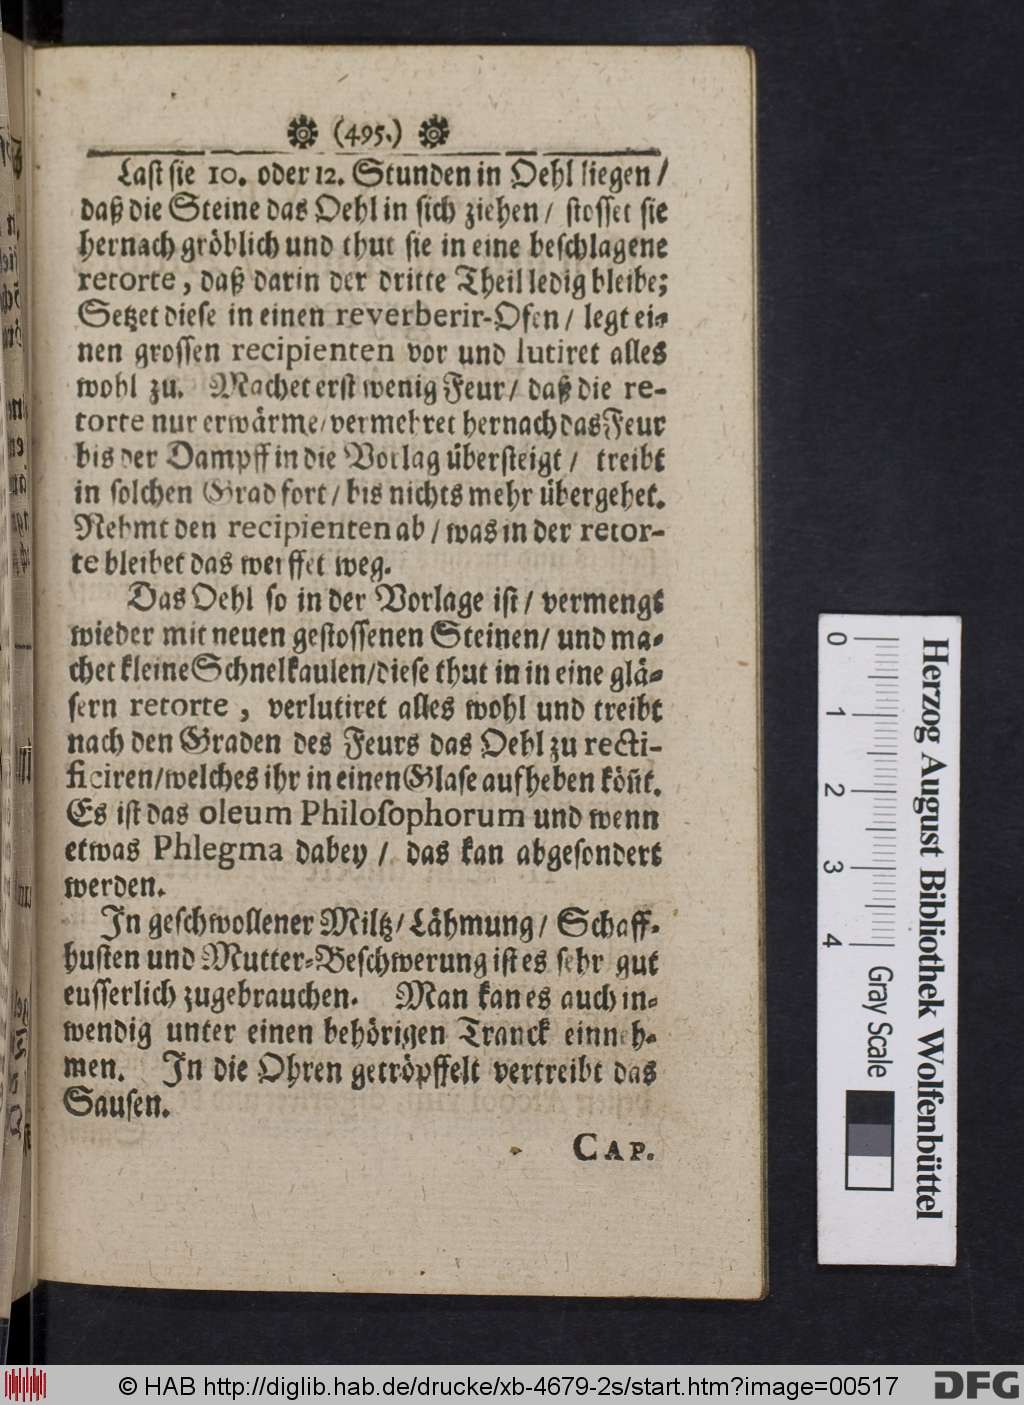 (495.)
Last sie 10. oder 12. Stunden in Oehl liegen /
daß die Steine das Oehl in sich ziehen / stosset sie
hernach gröblich und thut sie in eine beschlagene
retorte, daß darin der dritte Theil ledig bleibe;
Setzet diese in einen reverberir-Ofen / legt ei-
nen grossen recipienten vor und lutiret alles
wohl zu. Machet erst wenig Feur / daß die re-
torte nur erwärme / vermehret hernach das Feur
bis der Dampff in die Vorlag übersteigt / treibt
in solchen Grad fort / bis nichts mehr übergehet.
Nehmt den recipienten ab / was in der retor-
te bleibet das werffet weg.
Das Oehl so in der Vorlage ist / vermengt
wieder mit neuen gestossenen Steinen / und ma-
chet kleine Schnelkaulen / diese thut in in eine glä-
sern retorte, verlutiret alles wohl und treibt
nach den Graden des Feurs das Oehl zu recti-
ficiren / welches ihr in einen Glase aufheben köñt.
Es ist das oleum Philosophorum und wenn
etwas Phlegma dabey / das kan abgesondert
werden.
In geschwollener Miltz / Lähmung / Schaff-
husten und Mutter-Beschwerung ist es sehr gut
eusserlich zugebrauchen. Man kan es auch in-
wendig unter einen behörigen Tranck einneh-
men. In die Ohren getröpffelt vertreibt das
Sausen.
CAP.
0 1 2 3 4
Herzog August Bibliothek Wolfenbüttel
Gray Scale
© HAB http://diglib.hab.de/drucke/xb-4679-2s/start.htm?image=00517
DFG